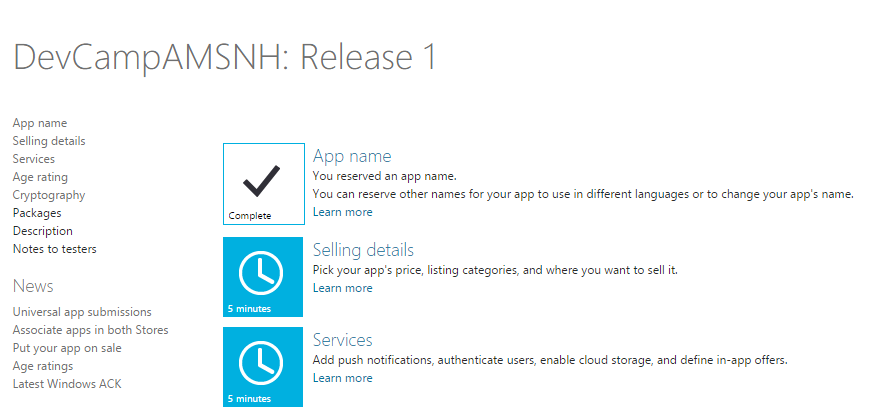 DevCampAMSNH: Release 1
App name
Selling details
Services
Age rating
Cryptography
Packages
Description
Notes to testers
News
Universal app submissions
Associate apps in both Stores
Put your app on sale
Age ratings
Latest Windows ACK
Complete
App name
You reserved an app name.
You can reserve other names for your app to use in different languages or to change your app's name.
Learn more
5 minutes
Selling details
Pick your app's price, listing categories, and where you want to sell it.
Learn more
5 minutes
Services
Add push notifications, authenticate users, enable cloud storage, and define in-app offers.
Learn more